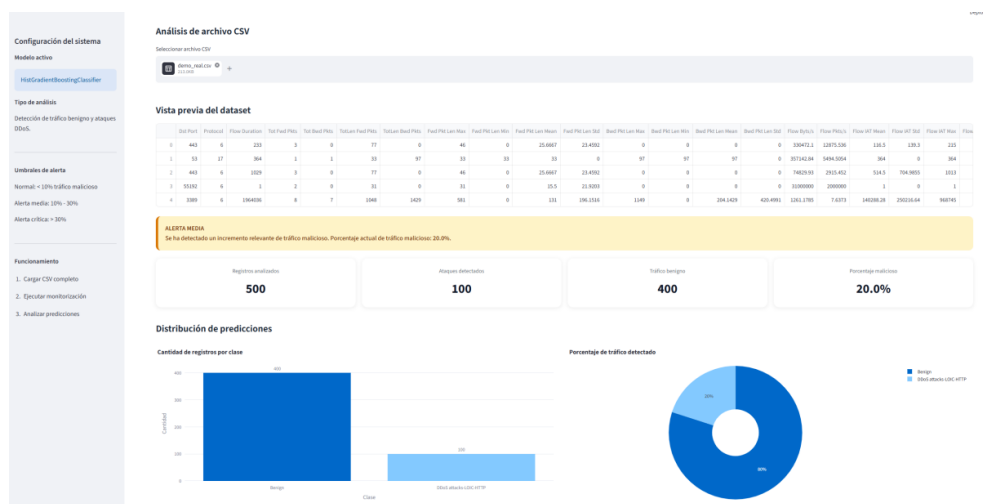 Configuración del sistema
Modelo activo
HistGradientBoostingClassifier
Tipo de análisis
Detección de tráfico benigno y ataques
DDoS.
Umbrales de alerta
Normal: < 10% tráfico malicioso
Alerta media: 10% - 30%
Alerta crítica: > 30%
Funcionamiento
1. Cargar CSV completo
2. Ejecutar monitorización
3. Analizar predicciones
Análisis de archivo CSV
Seleccionar archivo CSV
demo_real.csv
+
Vista previa del dataset
Dst Port Protocol Flow Duration Tot Fwd Pkts Tot Bwd Pkts TotLen Fwd Pkts TotLen Bwd Pkts Fwd Pkt Len Max Fwd Pkt Len Min Fwd Pkt Len Mean Fwd Pkt Len Std Bwd Pkt Len Max Bwd Pkt Len Min Bwd Pkt Len Mean Bwd Pkt Len Std Flow Byts/s Flow Pkts/s Flow IAT Mean Flow IAT Std Flow IAT Max Flow
0 443 6 233 3 0 77 0 46 0 25.6667 23.4592 0 0 0 0 330472.1 12875.536 116.5 139.3 215
1 53 17 364 1 1 33 97 33 33 33 0 97 97 97 0 357142.84 5494.5054 364 0 364
2 443 6 1029 3 0 77 0 46 0 25.6667 23.4592 0 0 0 0 74829.93 2915.452 514.5 704.9855 1013
3 55192 6 1 2 0 31 0 31 0 15.5 21.9203 0 0 0 0 31000000 2000000 1 0 1
4 3389 6 1964036 8 7 1048 1429 581 0 131 196.1516 1149 0 204.1429 420.4991 1261.1785 7.6373 140288.28 250216.64 968745
ALERTA MEDIA
Se ha detectado un incremento relevante de tráfico malicioso. Porcentaje actual de tráfico malicioso: 20.0%.
Registros analizados
500
Ataques detectados
100
Tráfico benigno
400
Porcentaje malicioso
20.0%
Distribución de predicciones
Cantidad de registros por clase
400
300
200
100
0
Cantidad
400
100
Benign
DDoS attacks-LOIC-HTTP
Clase
Porcentaje de tráfico detectado
20%
80%
Benign
DDoS attacks-LOIC-HTTP